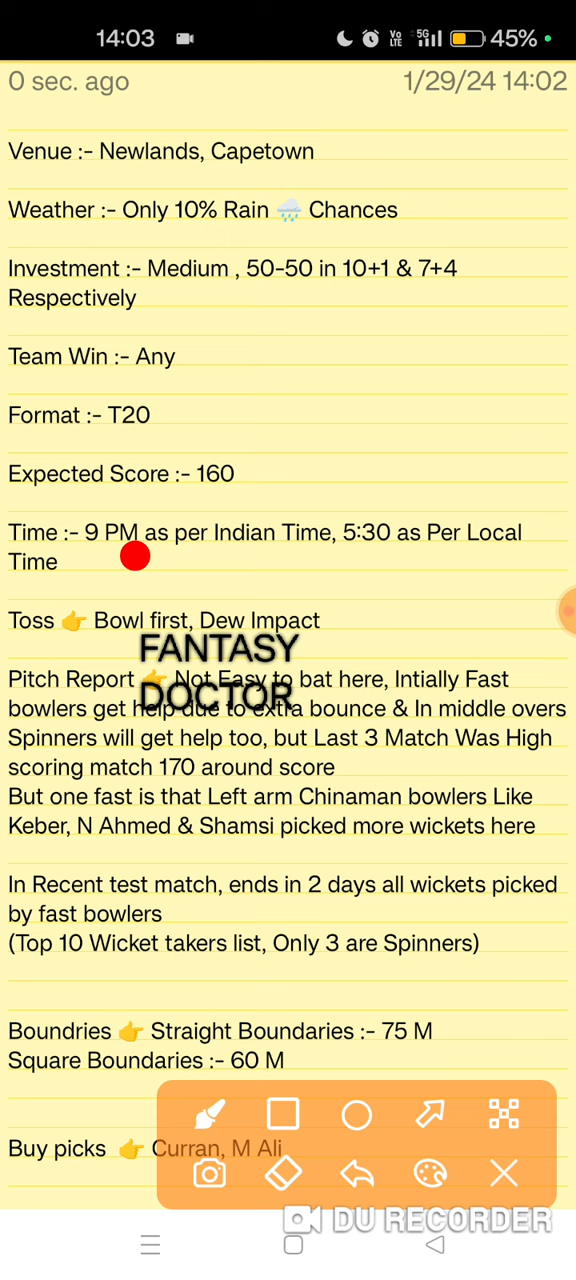 14:03
Vo LTE 5G 45%
0 sec. ago 1/29/24 14:02
Venue :- Newlands, Capetown
Weather :- Only 10% Rain 🌧️ Chances
Investment :- Medium , 50-50 in 10+1 & 7+4
Respectively
Team Win :- Any
Format :- T20
Expected Score :- 160
Time :- 9 PM as per Indian Time, 5:30 as Per Local
Time
Toss 👉 Bowl first, Dew Impact
FANTASY
Pitch Report 👉 Not Easy to bat here, Intially Fast
DOCTOR
bowlers get help due to extra bounce & In middle overs
Spinners will get help too, but Last 3 Match Was High
scoring match 170 around score
But one fast is that Left arm Chinaman bowlers Like
Keber, N Ahmed & Shamsi picked more wickets here
In Recent test match, ends in 2 days all wickets picked
by fast bowlers
(Top 10 Wicket takers list, Only 3 are Spinners)
Boundries 👉 Straight Boundaries :- 75 M
Square Boundaries :- 60 M
Buy picks 👉 Curran, M Ali
DU RECORDER